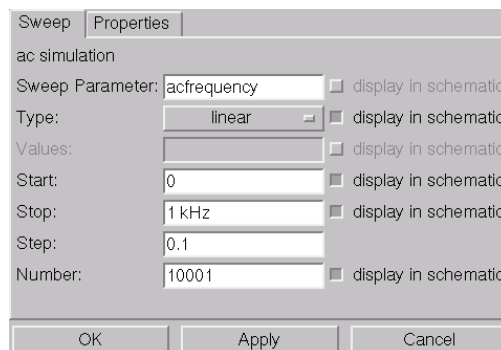 Sweep Properties
ac simulation
Sweep Parameter: acfrequency display in schematic
Type: linear display in schematic
Values: display in schematic
Start: 0 display in schematic
Stop: 1 kHz display in schematic
Step: 0.1
Number: 10001 display in schematic
OK Apply Cancel